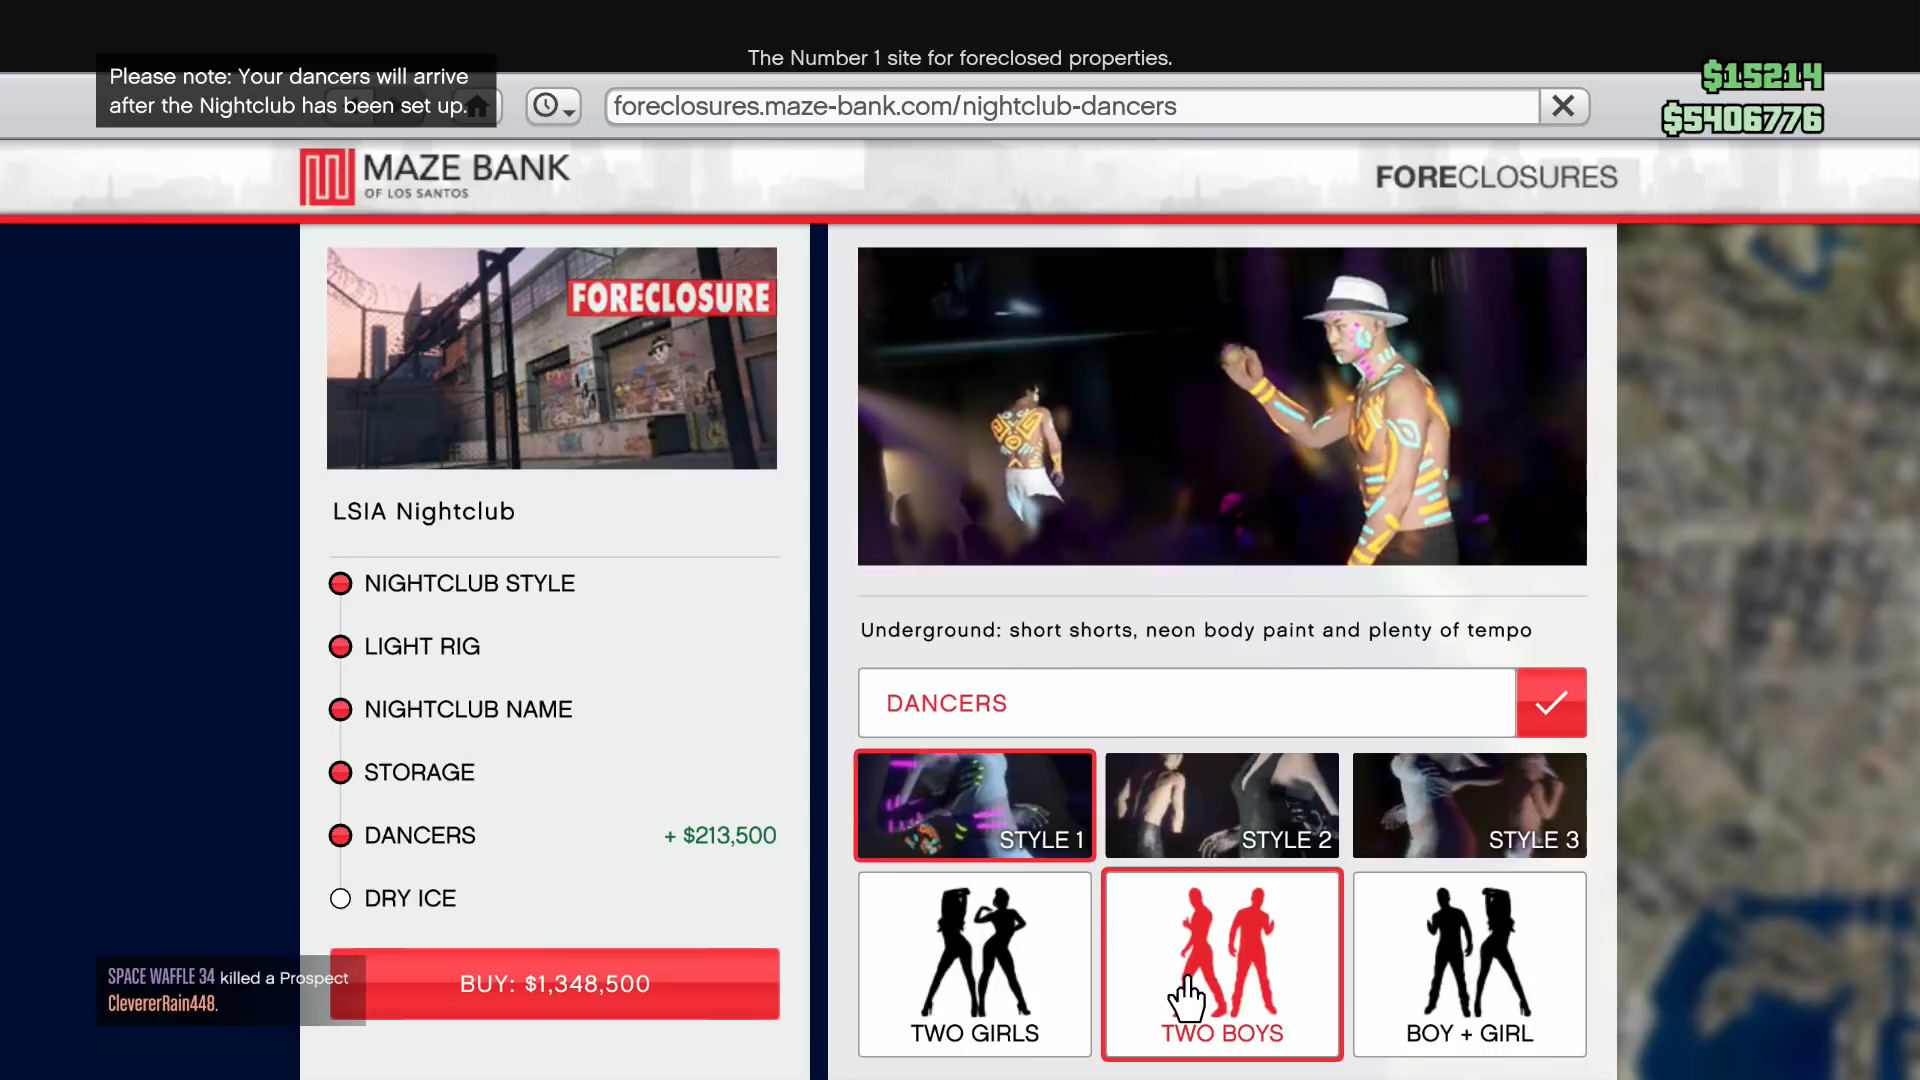 The Number 1 site for foreclosed properties.
Please note: Your dancers will arrive
after the Nightclub has been set up.
foreclosures.maze-bank.com/nightclub-dancers
$15214
$5406776
MAZE BANK
OF LOS SANTOS
FORECLOSURES
FORECLOSURE
LSIA Nightclub
NIGHTCLUB STYLE
LIGHT RIG
NIGHTCLUB NAME
STORAGE
DANCERS + $213,500
DRY ICE
BUY: $1,348,500
Underground: short shorts, neon body paint and plenty of tempo
DANCERS
STYLE 1
STYLE 2
STYLE 3
TWO GIRLS
TWO BOYS
BOY + GIRL
SPACE WAFFLE 34 killed a Prospect
ClevererRain448.